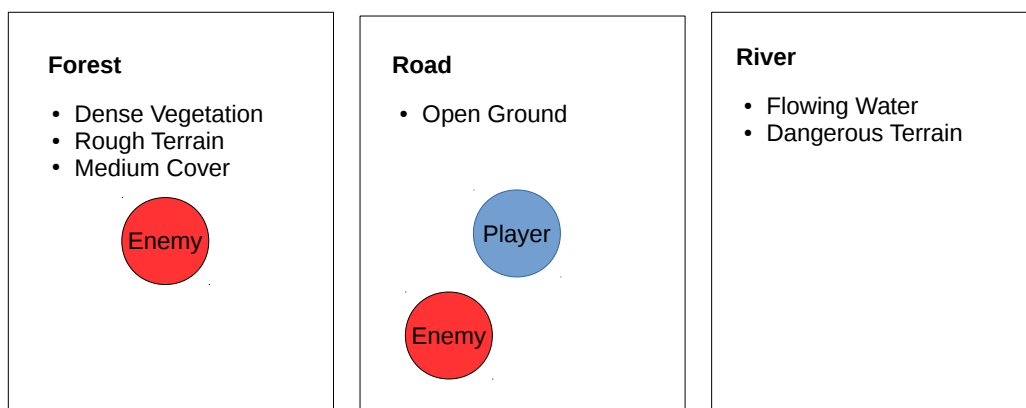 Forest
• Dense Vegetation
• Rough Terrain
• Medium Cover
Enemy
Road
• Open Ground
Player
Enemy
River
• Flowing Water
• Dangerous Terrain